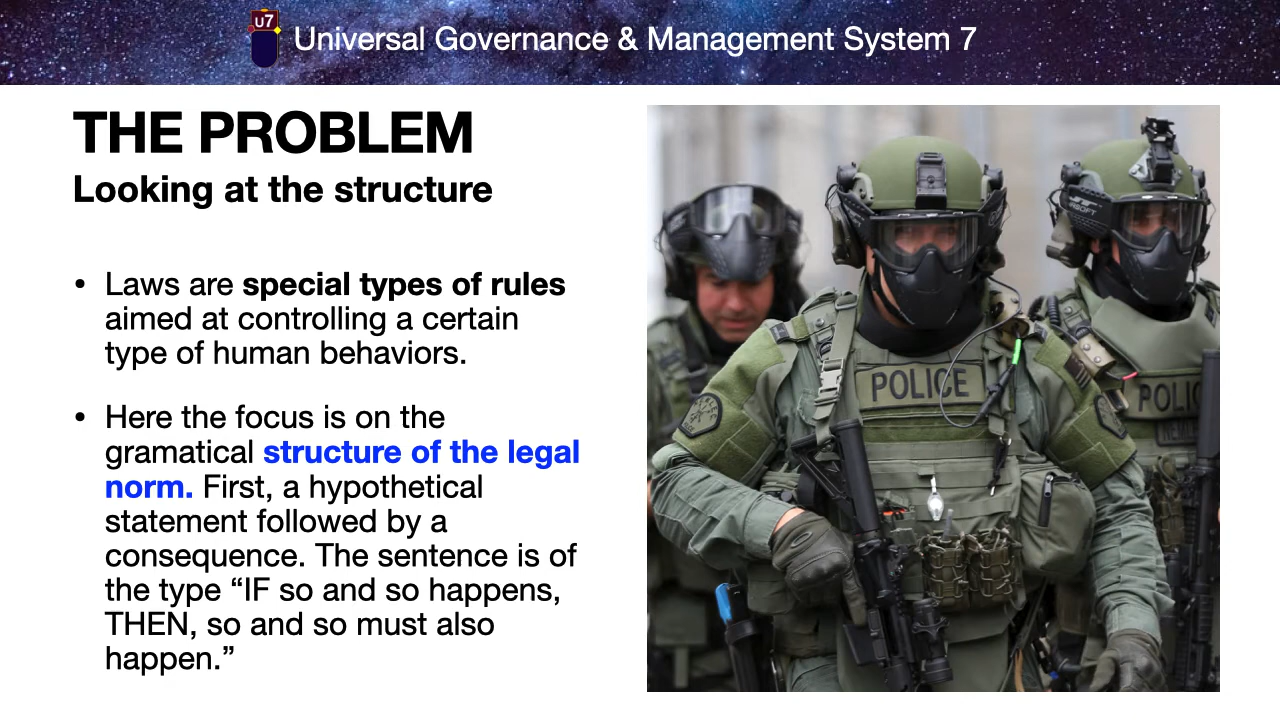 U7
Universal Governance & Management System 7
THE PROBLEM
Looking at the structure
• Laws are special types of rules
aimed at controlling a certain
type of human behaviors.
• Here the focus is on the
gramatical structure of the legal
norm. First, a hypothetical
statement followed by a
consequence. The sentence is of
the type “IF so and so happens,
THEN, so and so must also
happen.”
POLICE
POLIC